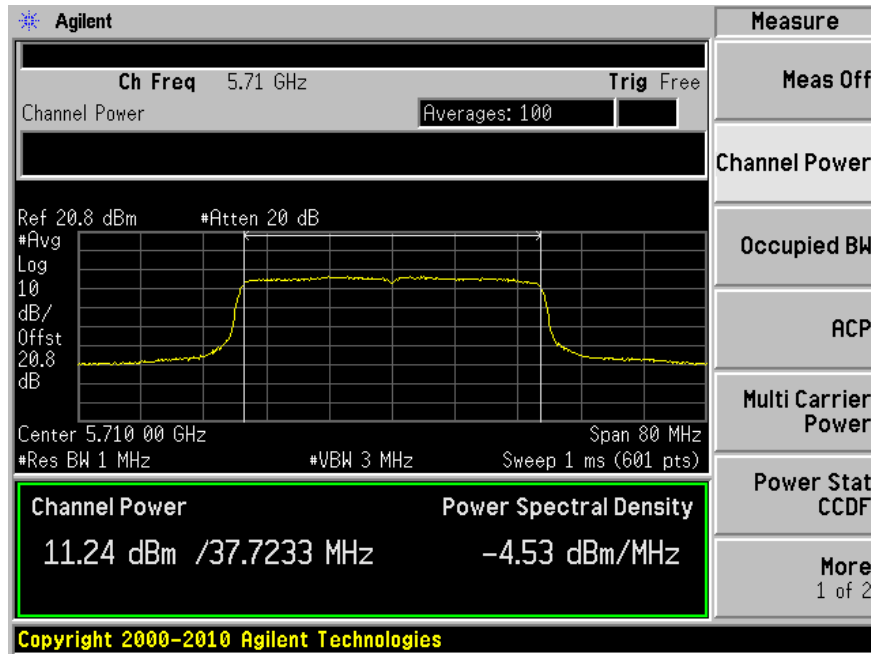 Agilent
Measure
Ch Freq 5.71 GHz Trig Free
Channel Power Averages: 100
Meas Off
Channel Power
Ref 20.8 dBm #Atten 20 dB
#Avg
Log
10
dB/
Offst
20.8
dB
Occupied BW
ACP
Multi Carrier
Power
Center 5.710 00 GHz Span 80 MHz
#Res BW 1 MHz #VBW 3 MHz Sweep 1 ms (601 pts)
Power Stat
CCDF
Channel Power Power Spectral Density
11.24 dBm /37.7233 MHz -4.53 dBm/MHz
More
1 of 2
Copyright 2000-2010 Agilent Technologies